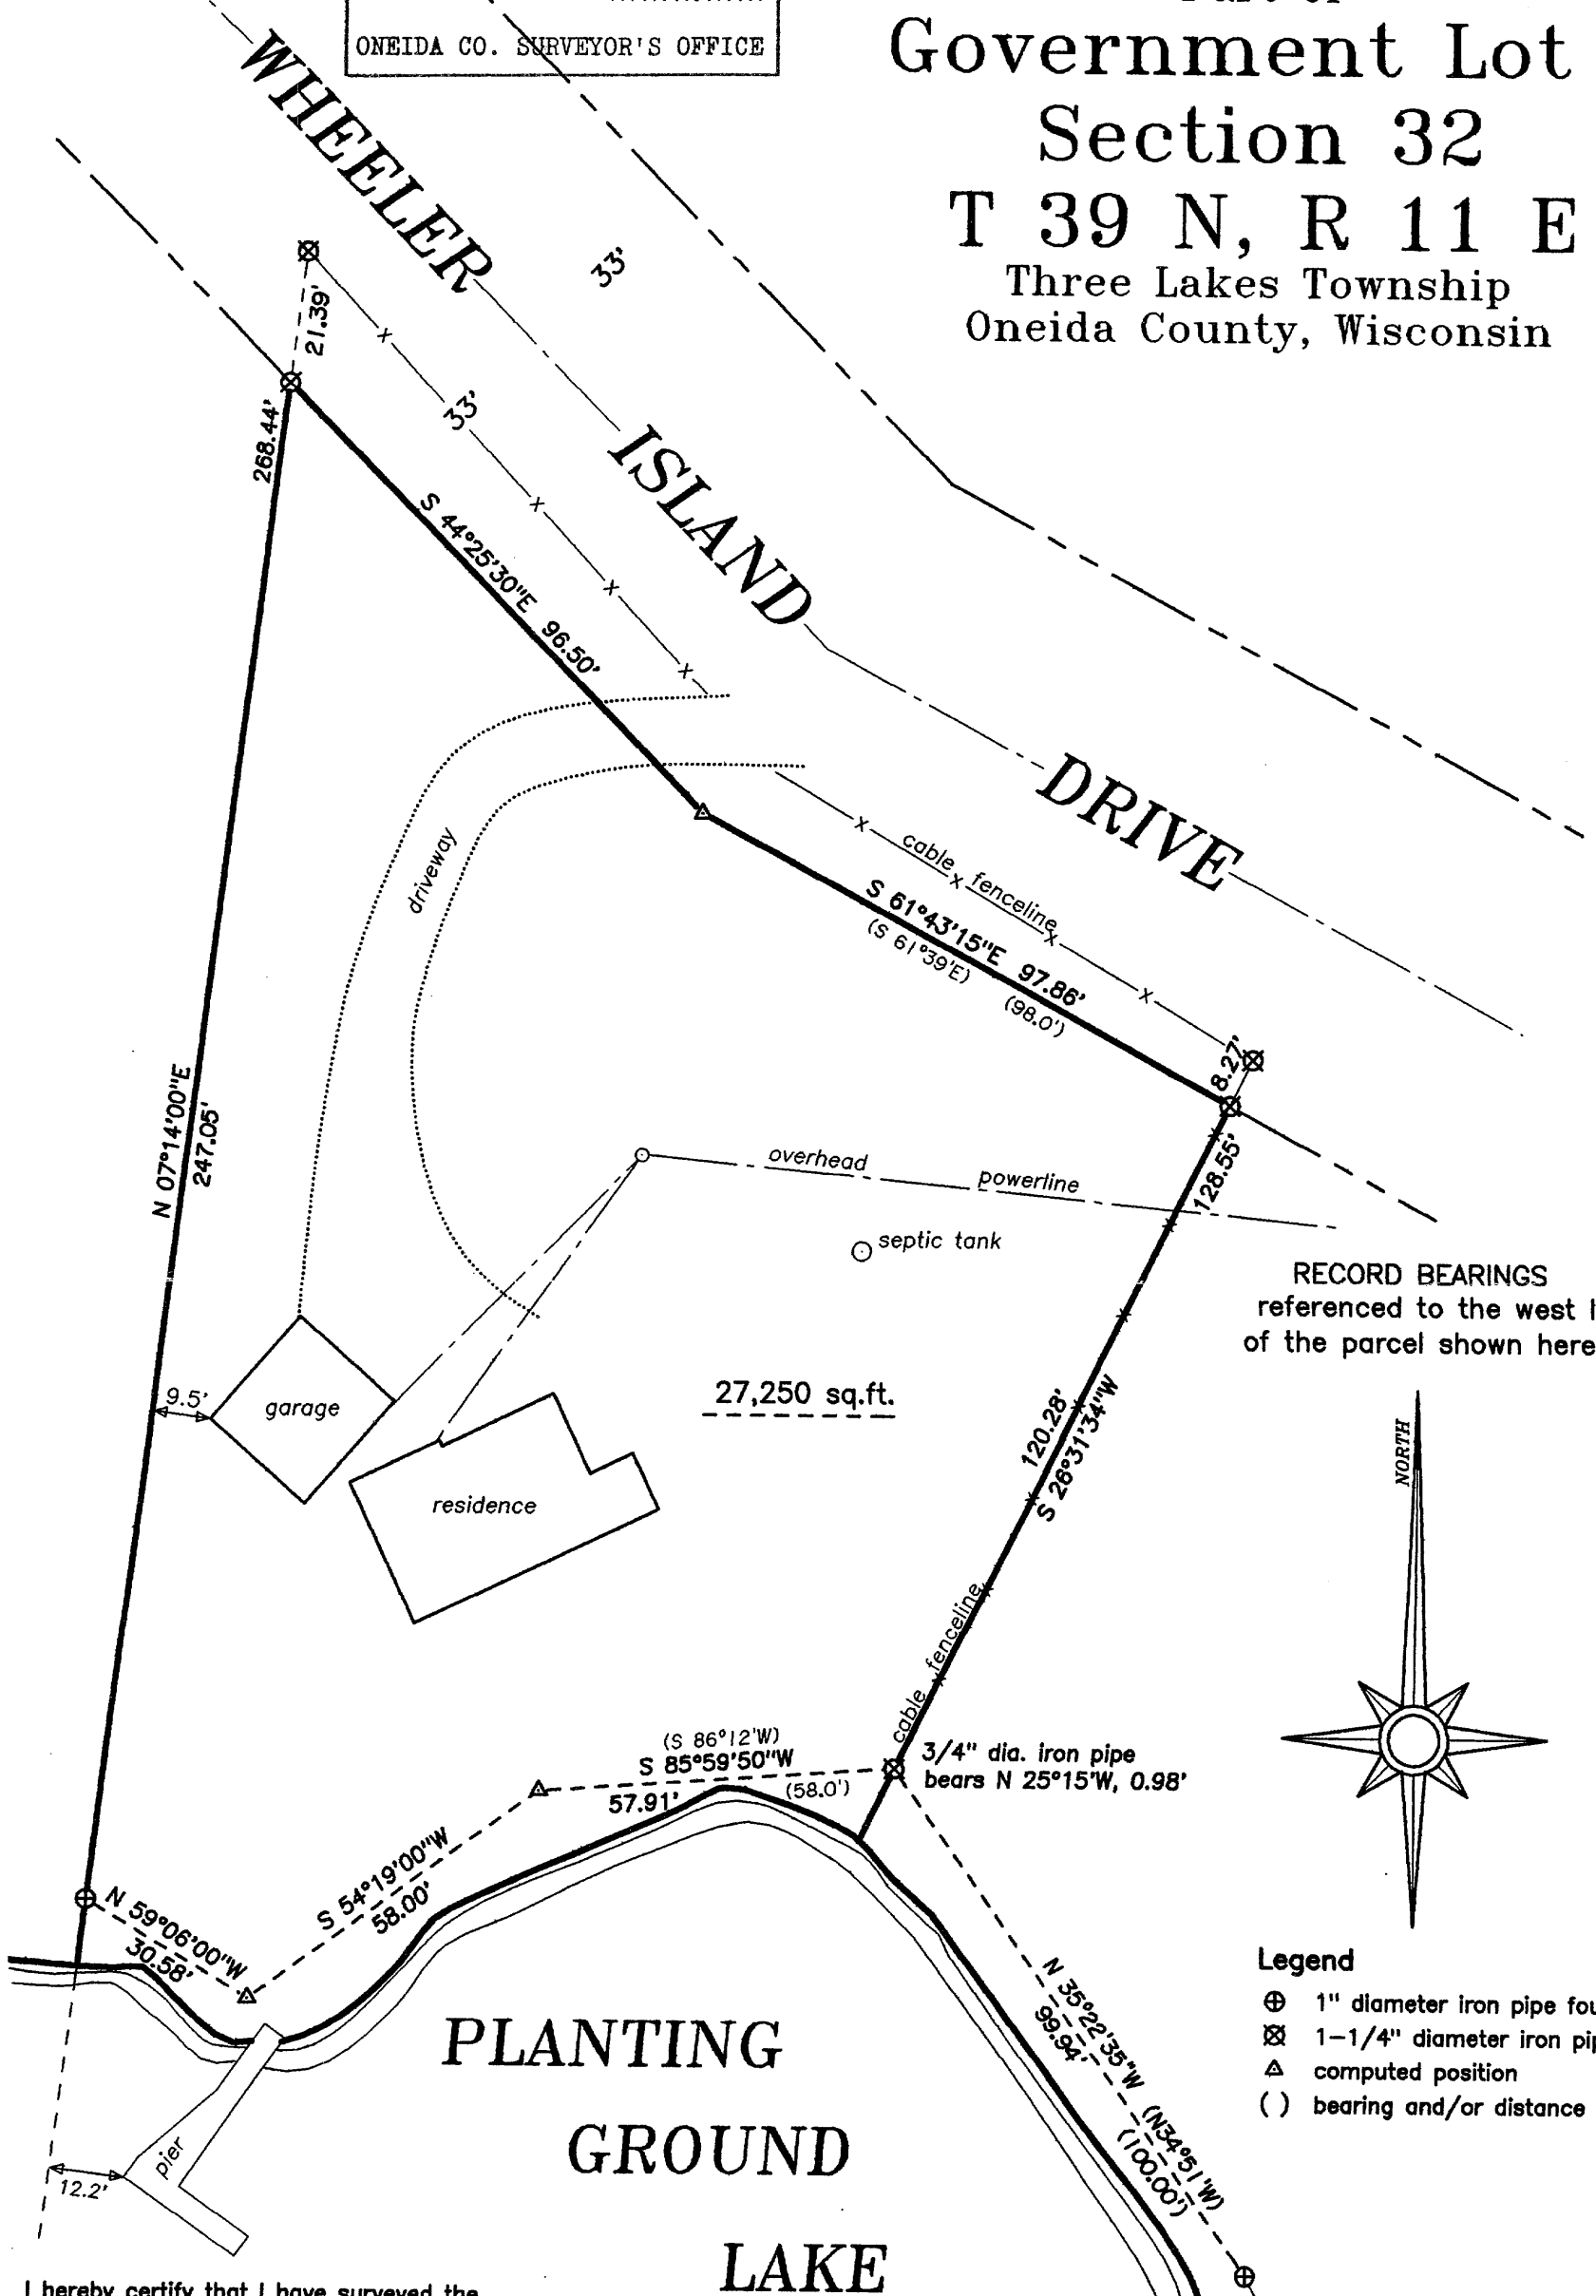 ONEIDA CO. SURVEYOR'S OFFICE
Government Lot
Section 32
T 39 N, R 11 E
Three Lakes Township
Oneida County, Wisconsin
WHEELER
ISLAND
DRIVE
33'
33'
21.39'
268.44'
S 44°25'30"E 96.50'
driveway
cable fenceline
S 61°43'15"E 97.86'
(S 61°39'E) (98.0')
8.27'
128.55'
N 07°14'00"E
247.05'
overhead powerline
septic tank
RECORD BEARINGS
referenced to the west
of the parcel shown here
9.5'
garage
27,250 sq.ft.
residence
120.28'
S 26°31'34"W
NORTH
cable fenceline
(S 86°12'W)
S 85°59'50"W
57.91' (58.0')
3/4" dia. iron pipe
bears N 25°15'W, 0.98'
S 54°19'00"W
58.00'
N 59°06'00"W
30.58'
N 35°22'35"W (N34°51'W)
99.94' (100.00')
Legend
1" diameter iron pipe
1-1/4" diameter iron
computed position
( ) bearing and/or distance
PLANTING
GROUND
LAKE
pier
12.2'
I hereby certify that I have surveyed the